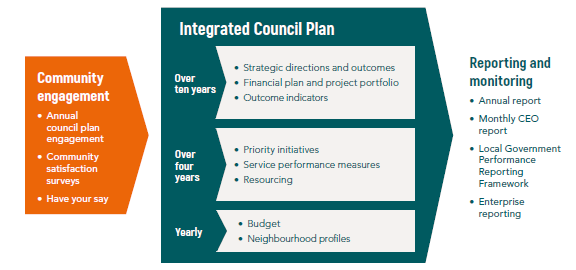 Community
engagement
• Annual
council plan
engagement
• Community
satisfaction
surveys
• Have your say
Integrated Council Plan
Over
ten years
• Strategic directions and outcomes
• Financial plan and project portfolio
• Outcome indicators
Over
four
years
• Priority initiatives
• Service performance measures
• Resourcing
Yearly
• Budget
• Neighbourhood profiles
Reporting and
monitoring
• Annual report
• Monthly CEO
report
• Local Government
Performance
Reporting
Framework
• Enterprise
reporting